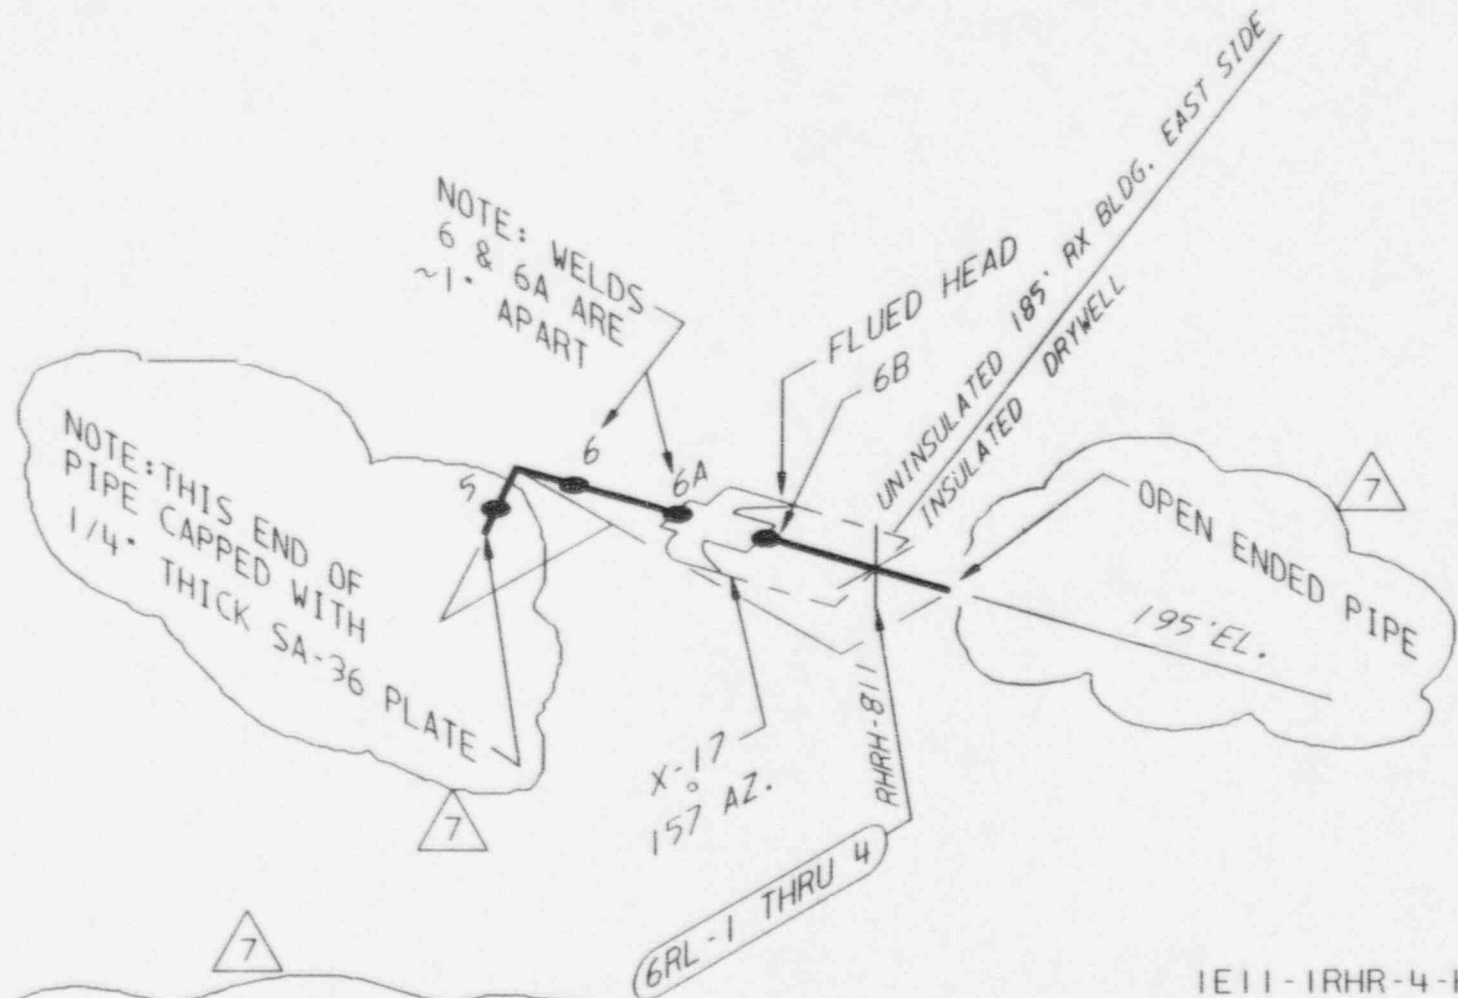 NOTE: WELDS
6 & 6A ARE
~1" APART
FLUED HEAD
6B
UNINSULATED 185' RX BLDG. EAST SIDE
INSULATED DRYWELL
NOTE:THIS END OF
PIPE CAPPED WITH
1/4" THICK SA-36 PLATE
5
6
6A
7
OPEN ENDED PIPE
195'EL.
X-17
157° AZ.
RHRH-811
6RL-1 THRU 4
7
7
1E11-1RHR-4-